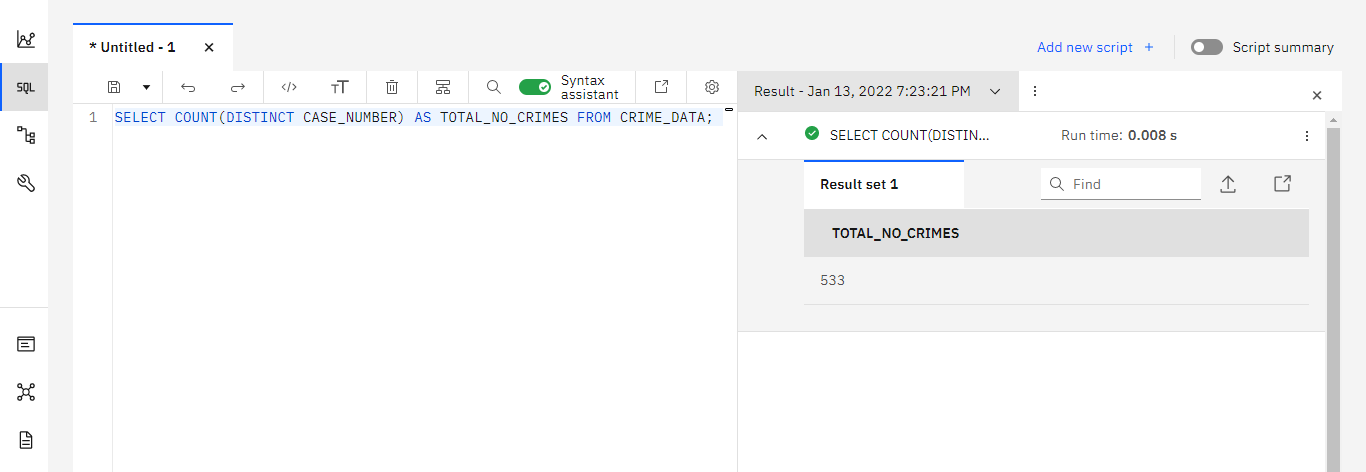 * Untitled - 1 ×
Add new script +
Script summary
SQL
</> TT
Syntax
assistant
Result - Jan 13, 2022 7:23:21 PM
1 SELECT COUNT(DISTINCT CASE_NUMBER) AS TOTAL_NO_CRIMES FROM CRIME_DATA;
SELECT COUNT(DISTIN...
Run time: 0.008 s
Result set 1
Find
TOTAL_NO_CRIMES
533